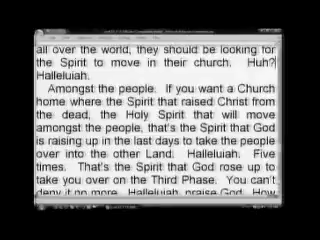 all over the world, they should be looking for
the Spirit to move in their church. Huh?
Halleluiah.
Amongst the people. If you want a Church
home where the Spirit that raised Christ from
the dead, the Holy Spirit that will move
amongst the people, that's the Spirit that God
is raising up in the last days to take the people
over into the other Land. Halleluiah. Five
times. That's the Spirit that God rose up to
take you over on the Third Phase. You can't
deny it no more. Halleluiah, praise God. How